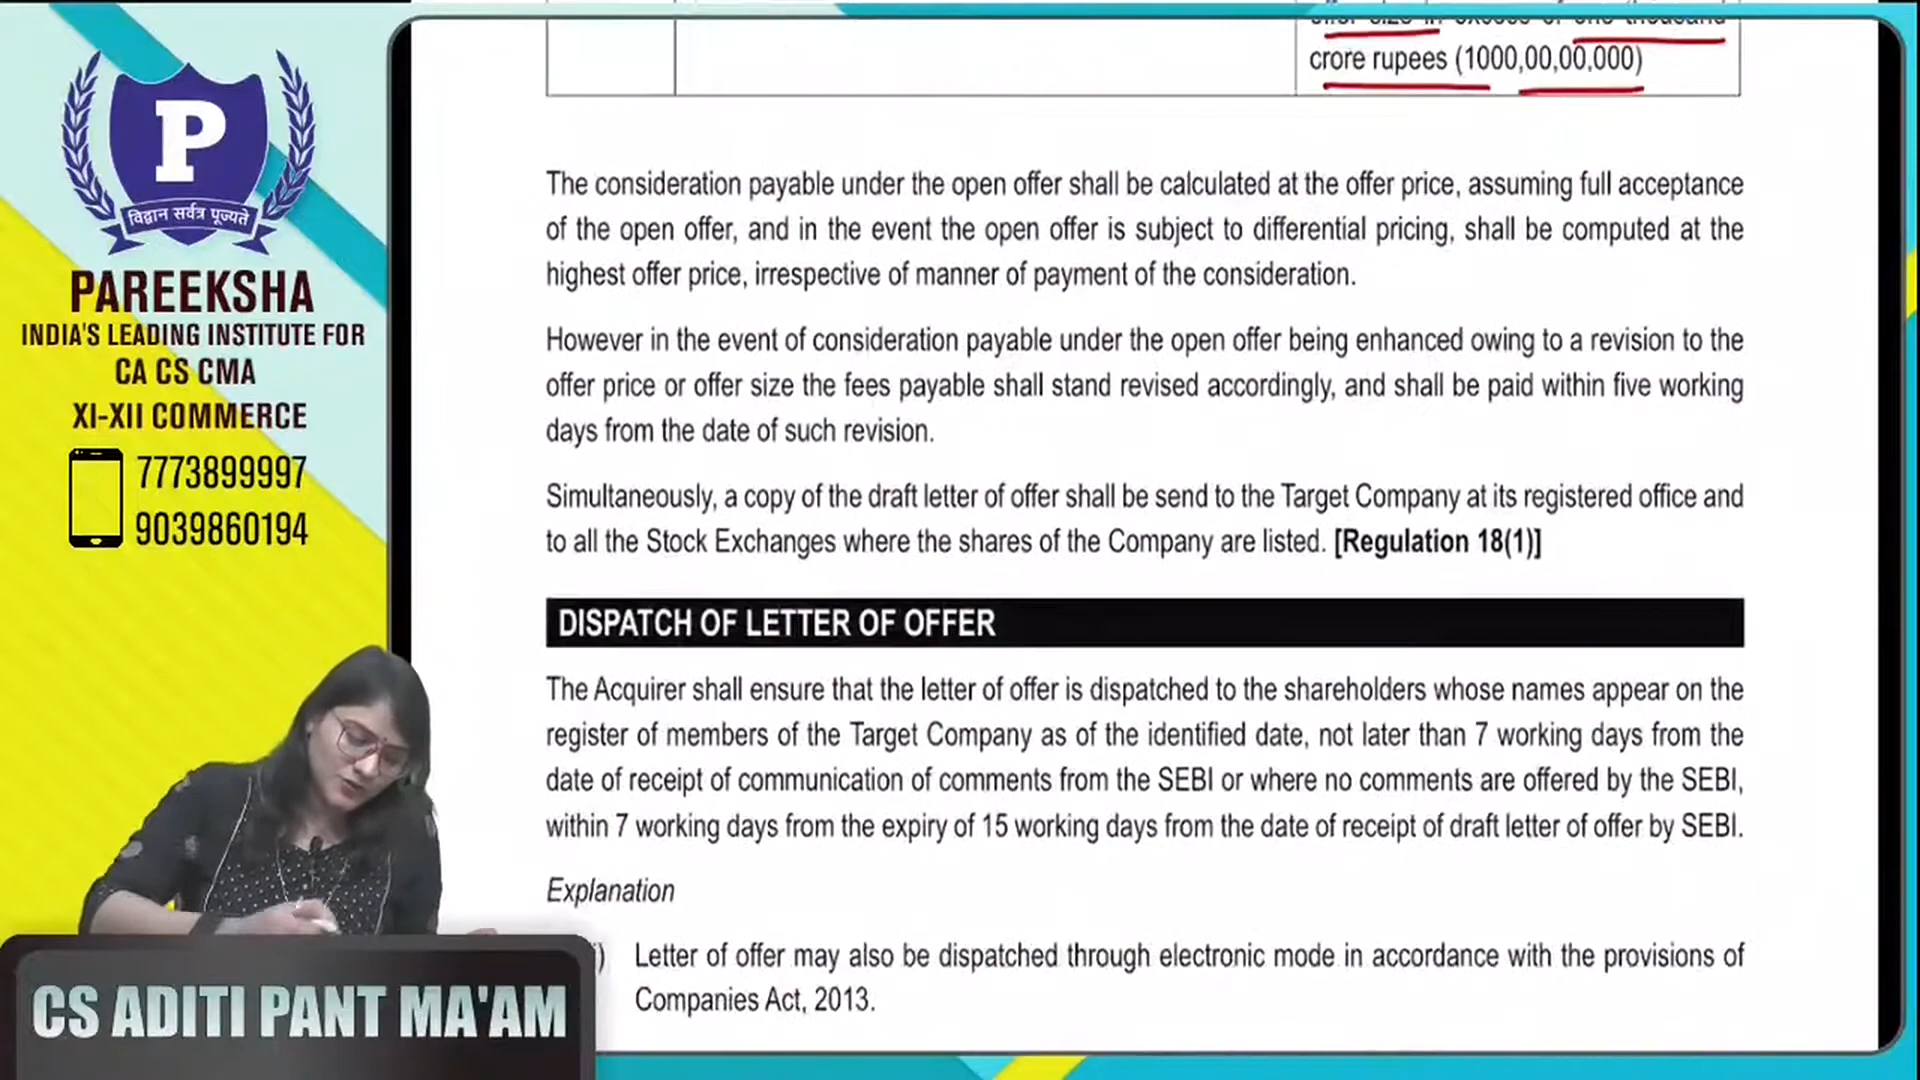 crore rupees (1000,00,00,000)
The consideration payable under the open offer shall be calculated at the offer price, assuming full acceptance
of the open offer, and in the event the open offer is subject to differential pricing, shall be computed at the
highest offer price, irrespective of manner of payment of the consideration.
However in the event of consideration payable under the open offer being enhanced owing to a revision to the
offer price or offer size the fees payable shall stand revised accordingly, and shall be paid within five working
days from the date of such revision.
Simultaneously, a copy of the draft letter of offer shall be send to the Target Company at its registered office and
to all the Stock Exchanges where the shares of the Company are listed. [Regulation 18(1)]
DISPATCH OF LETTER OF OFFER
The Acquirer shall ensure that the letter of offer is dispatched to the shareholders whose names appear on the
register of members of the Target Company as of the identified date, not later than 7 working days from the
date of receipt of communication of comments from the SEBI or where no comments are offered by the SEBI,
within 7 working days from the expiry of 15 working days from the date of receipt of draft letter of offer by SEBI.
Explanation
Letter of offer may also be dispatched through electronic mode in accordance with the provisions of
Companies Act, 2013.
P
विद्वान सर्वत्र पूज्यते
PAREEKSHA
INDIA'S LEADING INSTITUTE FOR
CA CS CMA
XI-XII COMMERCE
7773899997
9039860194
CS ADITI PANT MA'AM